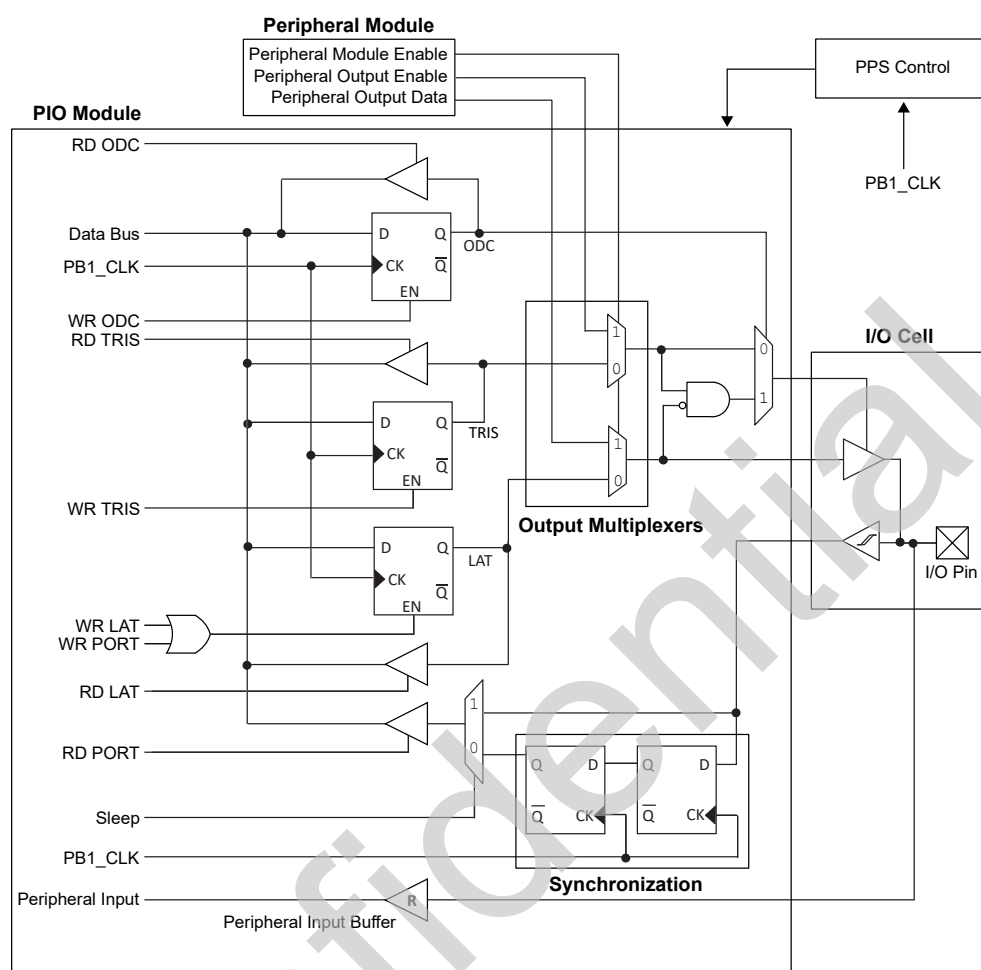 Peripheral Module
Peripheral Module Enable
Peripheral Output Enable
Peripheral Output Data
PPS Control
PB1_CLK
PIO Module
RD ODC
Data Bus
D
Q
ODC
PB1_CLK
CK
Q
EN
WR ODC
RD TRIS
1
0
0
1
I/O Cell
D
Q
TRIS
CK
Q
EN
WR TRIS
1
0
Output Multiplexers
D
Q
LAT
CK
Q
EN
I/O Pin
WR LAT
WR PORT
RD LAT
1
0
RD PORT
Q
D
Q
D
Q
CK
Q
CK
Sleep
PB1_CLK
Synchronization
Peripheral Input
R
Peripheral Input Buffer
fidential